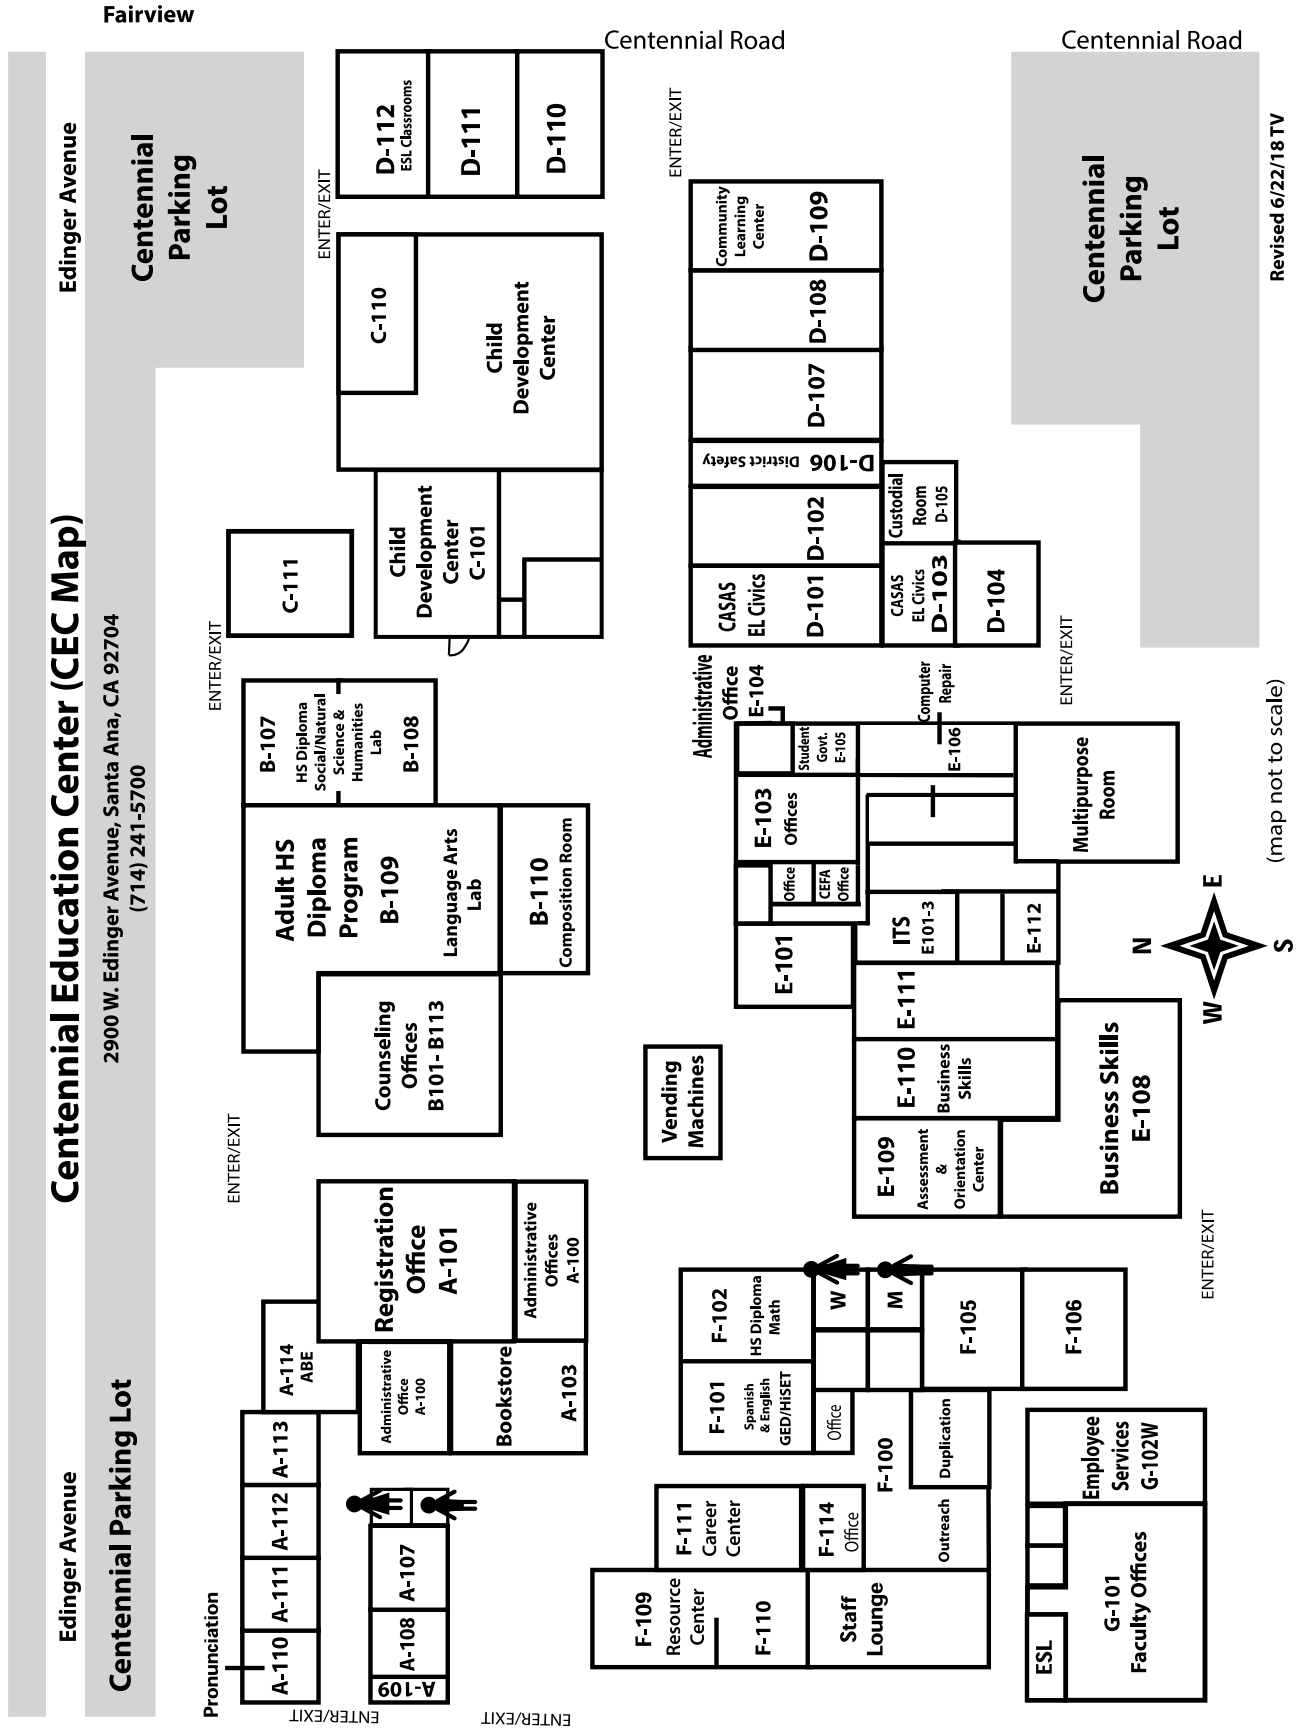 Fairview
Centennial Road
Centennial Road
Edinger Avenue
Edinger Avenue
Centennial Education Center (CEC Map)
2900 W. Edinger Avenue, Santa Ana, CA 92704
(714) 241-5700
Centennial Parking Lot
Centennial
Parking
Lot
Centennial
Parking
Lot
Revised 6/22/18 TV
(map not to scale)
ENTER/EXIT
ENTER/EXIT
ENTER/EXIT
ENTER/EXIT
ENTER/EXIT
ENTER/EXIT
ENTER/EXIT
ENTER/EXIT
Pronunciation
A-110
A-111
A-112
A-113
A-114
ABE
A-109
A-108
A-107
Administrative
Office
A-100
Bookstore
A-103
Registration
Office
A-101
Administrative
Offices
A-100
Counseling
Offices
B101- B113
Adult HS
Diploma
Program
B-109
Language Arts
Lab
B-110
Composition Room
B-107
HS Diploma
Social/Natural
Science &
Humanities
Lab
B-108
C-111
Child
Development
Center
C-101
C-110
Child
Development
Center
D-112
ESL Classrooms
D-111
D-110
Community
Learning
Center
D-109
D-108
D-107
District Safety
D-106
D-102
CASAS
EL Civics
D-101
Custodial
Room
D-105
CASAS
EL Civics
D-103
D-104
Administrative
Office
E-104
Student
Govt.
E-105
Computer
Repair
E-106
E-103
Offices
Office
CEFA
Office
Multipurpose
Room
E-101
ITS
E101-3
E-112
E-111
E-110
Business
Skills
E-109
Assessment
&
Orientation
Center
Business Skills
E-108
Vending
Machines
N
E
S
W
F-102
HS Diploma
Math
W
M
F-105
F-106
F-101
Spanish
& English
GED/HiSET
Office
F-100
Duplication
Outreach
F-111
Career
Center
F-114
Office
F-109
Resource
Center
F-110
Staff
Lounge
Employee
Services
G-102W
ESL
G-101
Faculty Offices